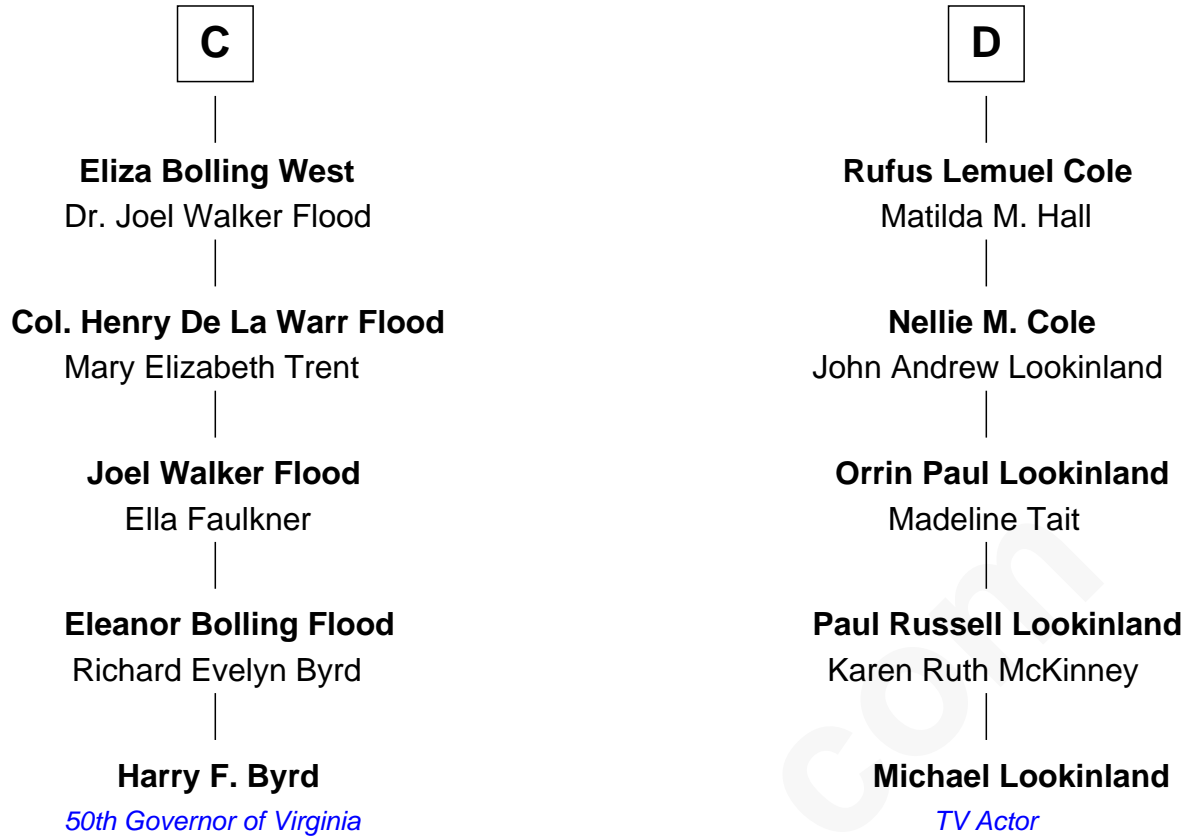 C
Eliza Bolling West
Dr. Joel Walker Flood
Col. Henry De La Warr Flood
Mary Elizabeth Trent
Joel Walker Flood
Ella Faulkner
Eleanor Bolling Flood
Richard Evelyn Byrd
Harry F. Byrd
50th Governor of Virginia
D
Rufus Lemuel Cole
Matilda M. Hall
Nellie M. Cole
John Andrew Lookinland
Orrin Paul Lookinland
Madeline Tait
Paul Russell Lookinland
Karen Ruth McKinney
Michael Lookinland
TV Actor
com